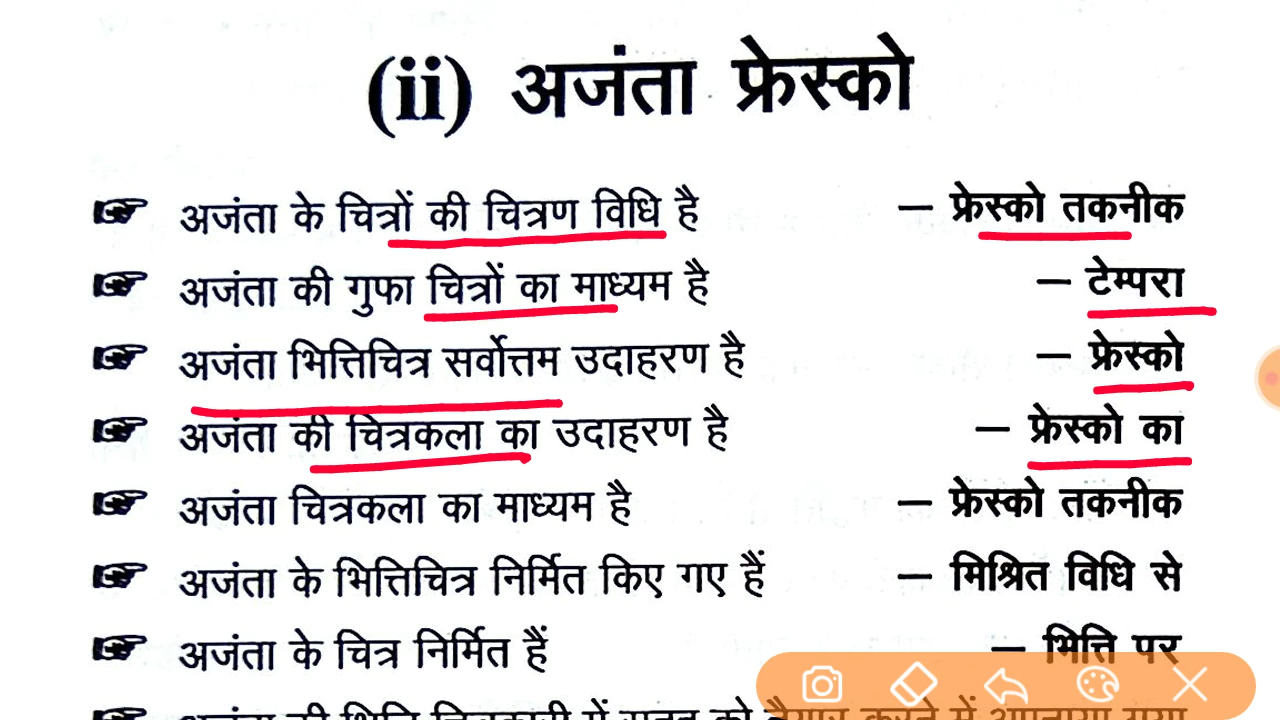 (ii) अजंता फ्रेस्को
☞ अजंता के चित्रों की चित्रण विधि है – फ्रेस्को तकनीक
☞ अजंता की गुफा चित्रों का माध्यम है – टेम्परा
☞ अजंता भित्तिचित्र सर्वोत्तम उदाहरण है – फ्रेस्को
☞ अजंता की चित्रकला का उदाहरण है – फ्रेस्को का
☞ अजंता चित्रकला का माध्यम है – फ्रेस्को तकनीक
☞ अजंता के भित्तिचित्र निर्मित किए गए हैं – मिश्रित विधि से
☞ अजंता के चित्र निर्मित हैं – भित्ति पर